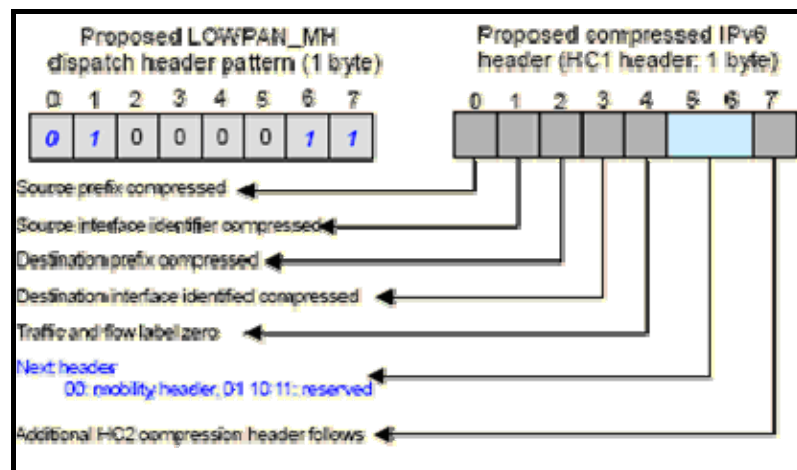 Proposed LOWPAN_MH
dispatch header pattern (1 byte)
0 1 2 3 4 5 6 7
0 1 0 0 0 0 1 1
Proposed compressed IPv6
header (HC1 header: 1 byte)
0 1 2 3 4 5 6 7
Source prefix compressed
Source interface identifier compressed
Destination prefix compressed
Destination interface identified compressed
Traffic and flow label zero
Next header
00: mobility header, 01 10 11: reserved
Additional HC2 compression header follows